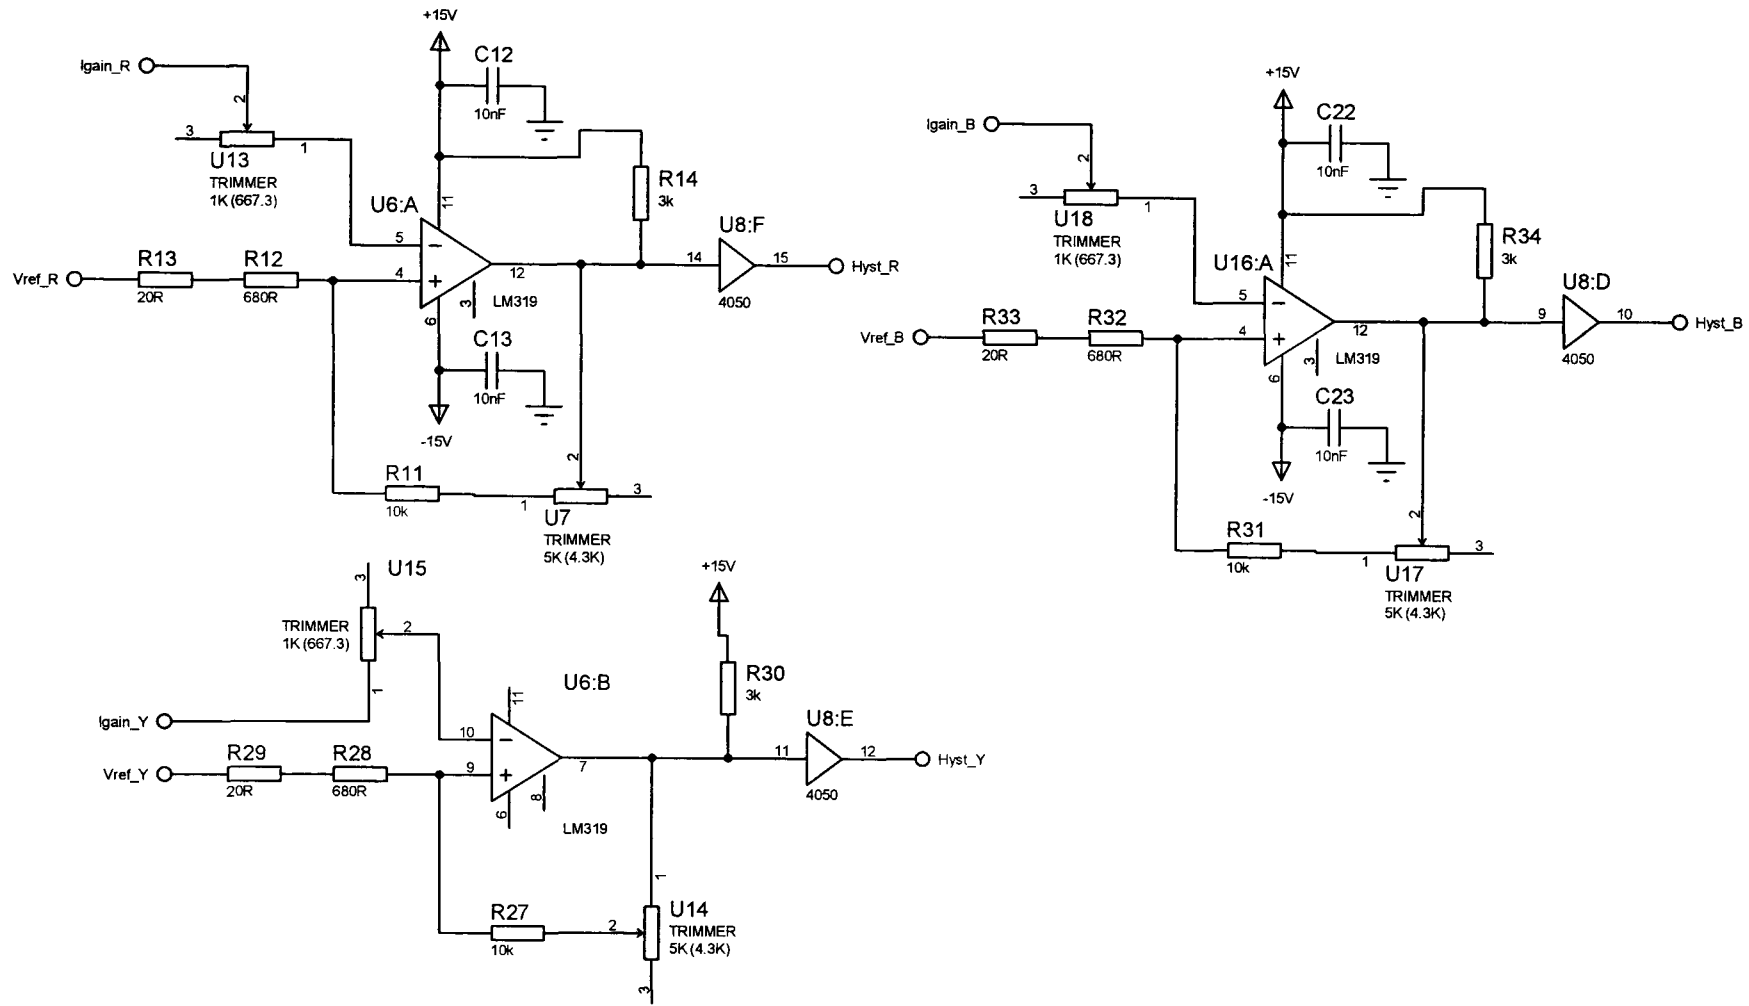 +15V
Igain_R
C12
10nF
2
3
1
U13
TRIMMER
1K (667.3)
11
R14
3k
U6:A
5
4
12
3
6
LM319
U8:F
14
15
4050
Hyst_R
Vref_R
R13
20R
R12
680R
C13
10nF
-15V
2
R11
10k
1
3
U7
TRIMMER
5K (4.3K)
+15V
Igain_B
C22
10nF
2
3
1
U18
TRIMMER
1K (667.3)
11
R34
3k
U16:A
5
4
12
3
6
LM319
U8:D
9
10
4050
Hyst_B
Vref_B
R33
20R
R32
680R
C23
10nF
-15V
2
R31
10k
1
3
U17
TRIMMER
5K (4.3K)
U15
3
TRIMMER
1K (667.3)
2
1
+15V
R30
3k
U6:B
11
Igain_Y
10
9
7
6
8
LM319
U8:E
11
12
4050
Hyst_Y
Vref_Y
R29
20R
R28
680R
1
R27
10k
2
U14
TRIMMER
5K (4.3K)
3